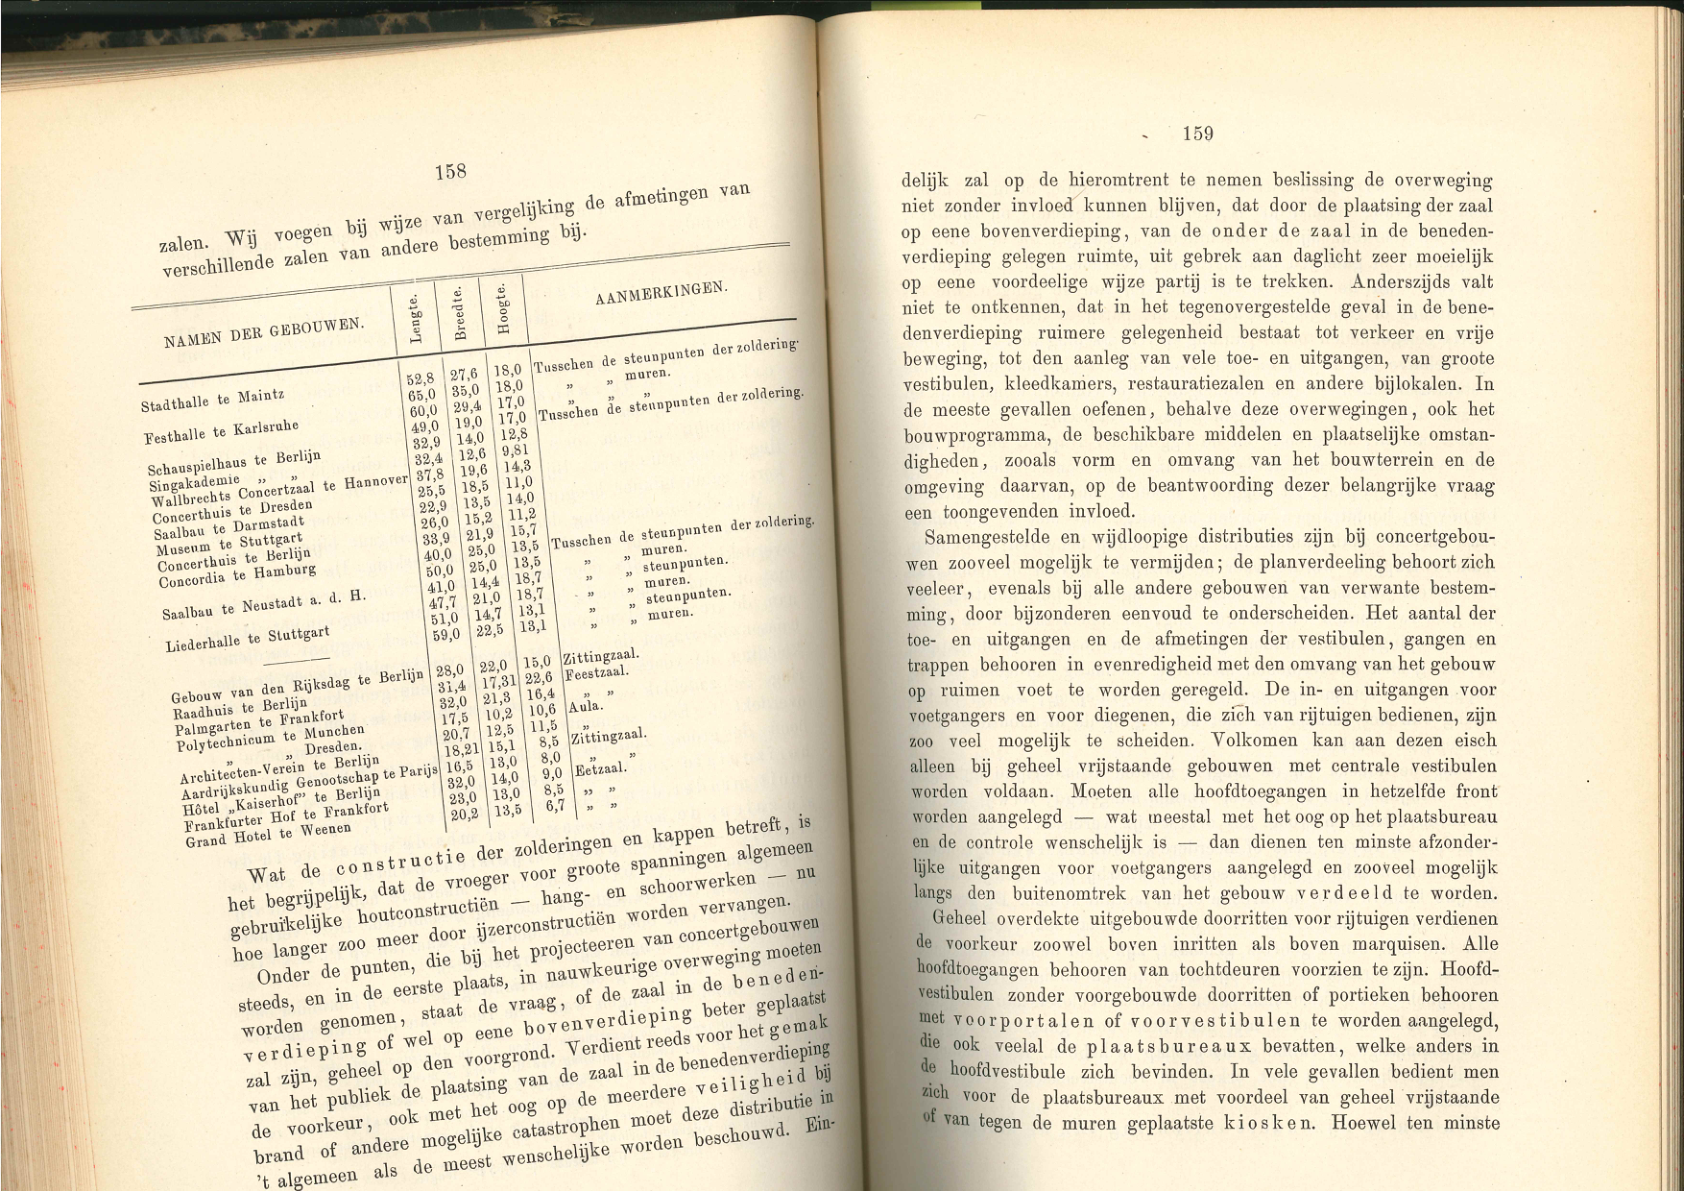 158
zalen. Wij voegen bij wijze van vergelijking de afmetingen van
verschillende zalen van andere bestemming bij.
NAMEN DER GEBOUWEN. Lengte. Breedte. Hoogte. AANMERKINGEN.
Stadthalle te Maintz 52,8 27,6 18,0 Tusschen de steunpunten der zoldering.
65,0 35,0 18,0 „ „ muren.
Festhalle te Karlsruhe 60,0 29,4 17,0 „ „ „
49,0 19,0 17,0 Tusschen de steunpunten der zoldering.
Schauspielhaus te Berlijn 32,9 14,0 12,8
Singakademie „ „ 32,4 12,6 9,81
Wallbrechts Concertzaal te Hannover 37,8 19,6 14,3
Concerthuis te Dresden 25,5 18,5 11,0
Saalbau te Darmstadt 22,9 13,5 14,0
Museum te Stuttgart 26,0 15,2 11,2
Concerthuis te Berlijn 33,9 21,9 15,7
Concordia te Hamburg 40,0 25,0 13,5 Tusschen de steunpunten der zoldering.
50,0 25,0 13,5 „ „ muren.
Saalbau te Neustadt a. d. H. 41,0 14,4 18,7 „ „ steunpunten.
47,7 21,0 18,7 „ „ muren.
Liederhalle te Stuttgart 51,0 14,7 13,1 „ „ steunpunten.
59,0 22,5 13,1 „ „ muren.
Gebouw van den Rijksdag te Berlijn 28,0 22,0 15,0 Zittingzaal.
Raadhuis te Berlijn 31,4 17,31 22,6 Feestzaal.
Palmgarten te Frankfort 32,0 21,3 16,4 „ „
Polytechnicum te Munchen 17,5 10,2 10,6 Aula.
„ „ Dresden. 20,7 12,5 11,5 „
Architecten-Verein te Berlijn 18,21 15,1 8,5 Zittingzaal.
Aardrijkskundig Genootschap te Parijs 16,5 13,0 8,0 „ „
Hôtel „Kaiserhof” te Berlijn 32,0 14,0 9,0 Eetzaal.
Frankfurter Hof te Frankfort 23,0 13,0 8,5 „ „
Grand Hotel te Weenen 20,2 13,5 6,7 „ „
Wat de constructie der zolderingen en kappen betreft, is
het begrijpelijk, dat de vroeger voor groote spanningen algemeen
gebruikelijke houtconstructiën — hang- en schoorwerken — nu
hoe langer zoo meer door ijzerconstructiën worden vervangen.
Onder de punten, die bij het projecteeren van concertgebouwen
steeds, en in de eerste plaats, in nauwkeurige overweging moeten
worden genomen, staat de vraag, of de zaal in de beneden-
verdieping of wel op eene bovenverdieping beter geplaatst
zal zijn, geheel op den voorgrond. Verdient reeds voor het gemak
van het publiek de plaatsing van de zaal in de benedenverdieping
de voorkeur, ook met het oog op de meerdere veiligheid bij
brand of andere mogelijke catastrophen moet deze distributie in
't algemeen als de meest wenschelijke worden beschouwd. Ein-
159
delijk zal op de hieromtrent te nemen beslissing de overweging
niet zonder invloed kunnen blijven, dat door de plaatsing der zaal
op eene bovenverdieping, van de onder de zaal in de beneden-
verdieping gelegen ruimte, uit gebrek aan daglicht zeer moeielijk
op eene voordeelige wijze partij is te trekken. Anderszijds valt
niet te ontkennen, dat in het tegenovergestelde geval in de bene-
denverdieping ruimere gelegenheid bestaat tot verkeer en vrije
beweging, tot den aanleg van vele toe- en uitgangen, van groote
vestibulen, kleedkamers, restauratiezalen en andere bijlokalen. In
de meeste gevallen oefenen, behalve deze overwegingen, ook het
bouwprogramma, de beschikbare middelen en plaatselijke omstan-
digheden, zooals vorm en omvang van het bouwterrein en de
omgeving daarvan, op de beantwoording dezer belangrijke vraag
een toongevenden invloed.
Samengestelde en wijdloopige distributies zijn bij concertgebou-
wen zooveel mogelijk te vermijden; de planverdeeling behoort zich
veeleer, evenals bij alle andere gebouwen van verwante bestem-
ming, door bijzonderen eenvoud te onderscheiden. Het aantal der
toe- en uitgangen en de afmetingen der vestibulen, gangen en
trappen behooren in evenredigheid met den omvang van het gebouw
op ruimen voet te worden geregeld. De in- en uitgangen voor
voetgangers en voor diegenen, die zich van rijtuigen bedienen, zijn
zoo veel mogelijk te scheiden. Volkomen kan aan dezen eisch
alleen bij geheel vrijstaande gebouwen met centrale vestibulen
worden voldaan. Moeten alle hoofdtoegangen in hetzelfde front
worden aangelegd — wat meestal met het oog op het plaatsbureau
en de controle wenschelijk is — dan dienen ten minste afzonder-
lijke uitgangen voor voetgangers aangelegd en zooveel mogelijk
langs den buitenomtrek van het gebouw verdeeld te worden.
Geheel overdekte uitgebouwde doorritten voor rijtuigen verdienen
de voorkeur zoowel boven inritten als boven marquisen. Alle
hoofdtoegangen behooren van tochtdeuren voorzien te zijn. Hoofd-
vestibulen zonder voorgebouwde doorritten of portieken behooren
met voorportalen of voorvestibulen te worden aangelegd,
die ook veelal de plaatsbureaux bevatten, welke anders in
de hoofdvestibule zich bevinden. In vele gevallen bedient men
zich voor de plaatsbureaux met voordeel van geheel vrijstaande
of van tegen de muren geplaatste kiosken. Hoewel ten minste